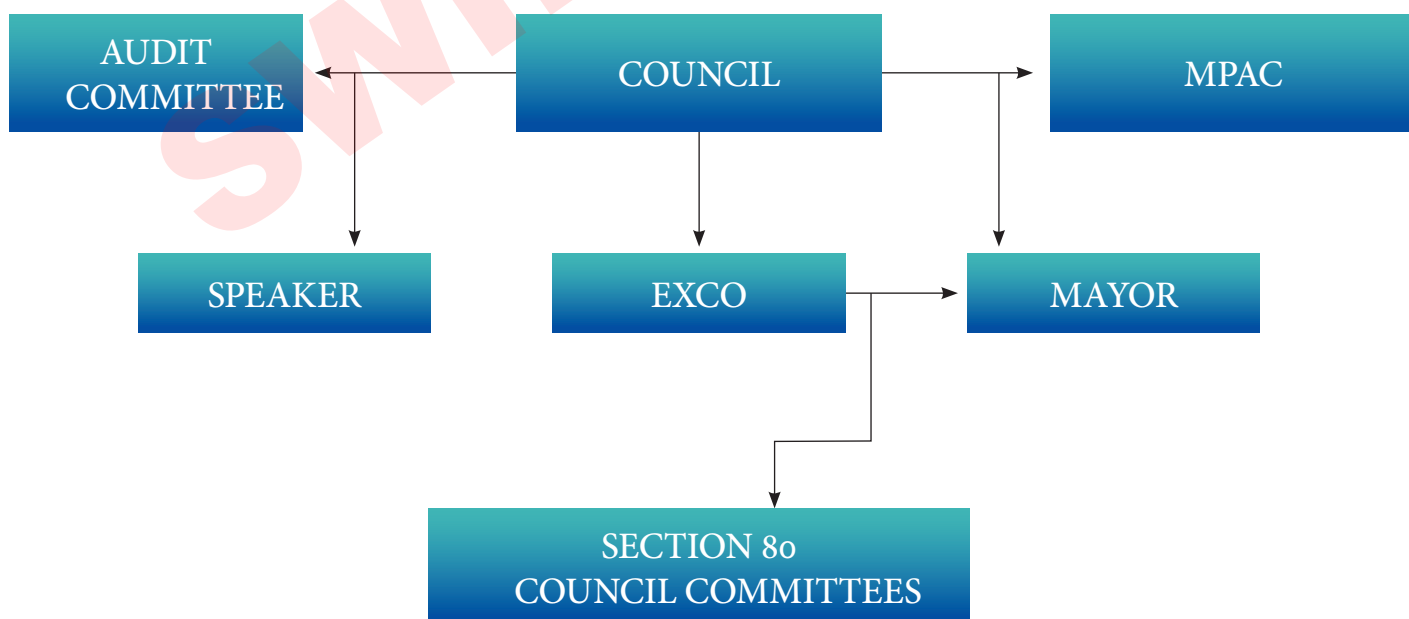 AUDIT
COMMITTEE
COUNCIL
MPAC
SPEAKER
EXCO
MAYOR
SECTION 80
COUNCIL COMMITTEES